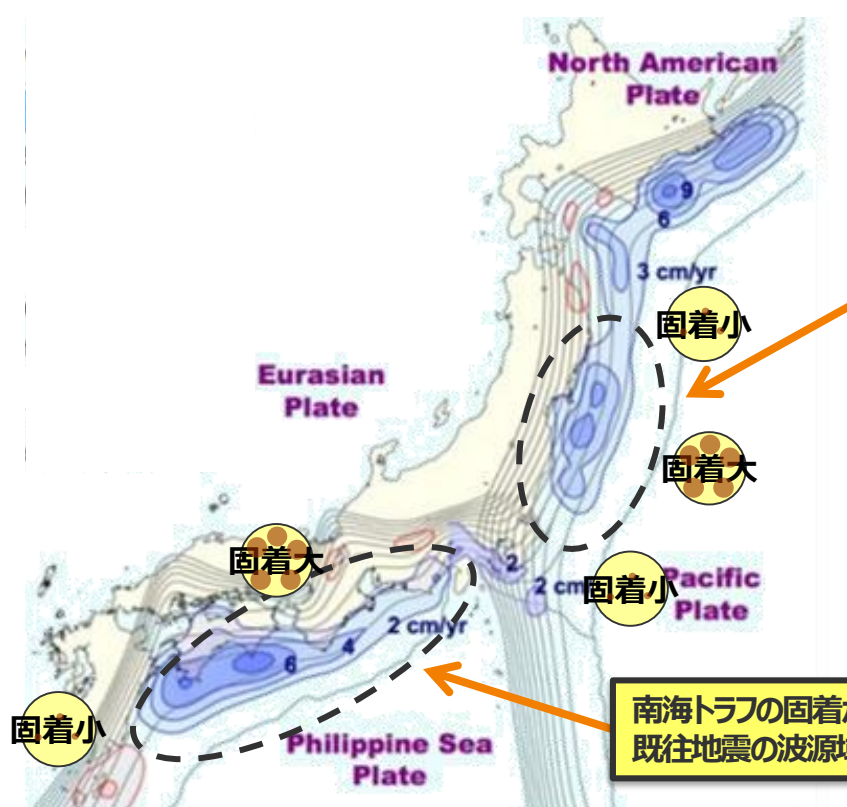 North American
Plate
9
6
3 cm/yr
固着小
Eurasian
Plate
固着大
固着大
2
2 cm
固着小
Pacific
Plate
2 cm/yr
4
6
固着小
Philippine Sea
Plate
南海トラフの固着が
既往地震の波源域